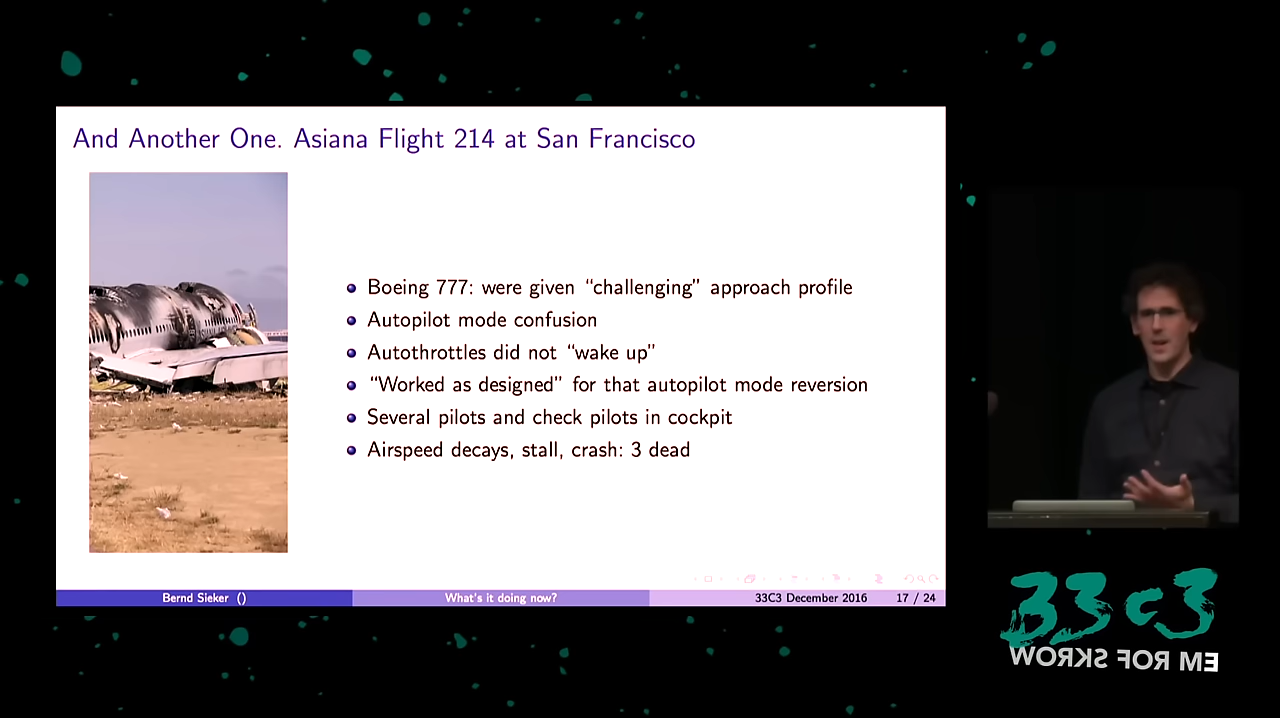 And Another One. Asiana Flight 214 at San Francisco
Boeing 777: were given “challenging” approach profile
Autopilot mode confusion
Autothrottles did not “wake up”
“Worked as designed” for that autopilot mode reversion
Several pilots and check pilots in cockpit
Airspeed decays, stall, crash: 3 dead
Bernd Sieker () What's it doing now? 33C3 December 2016 17 / 24
33c3
WORKS FOR ME